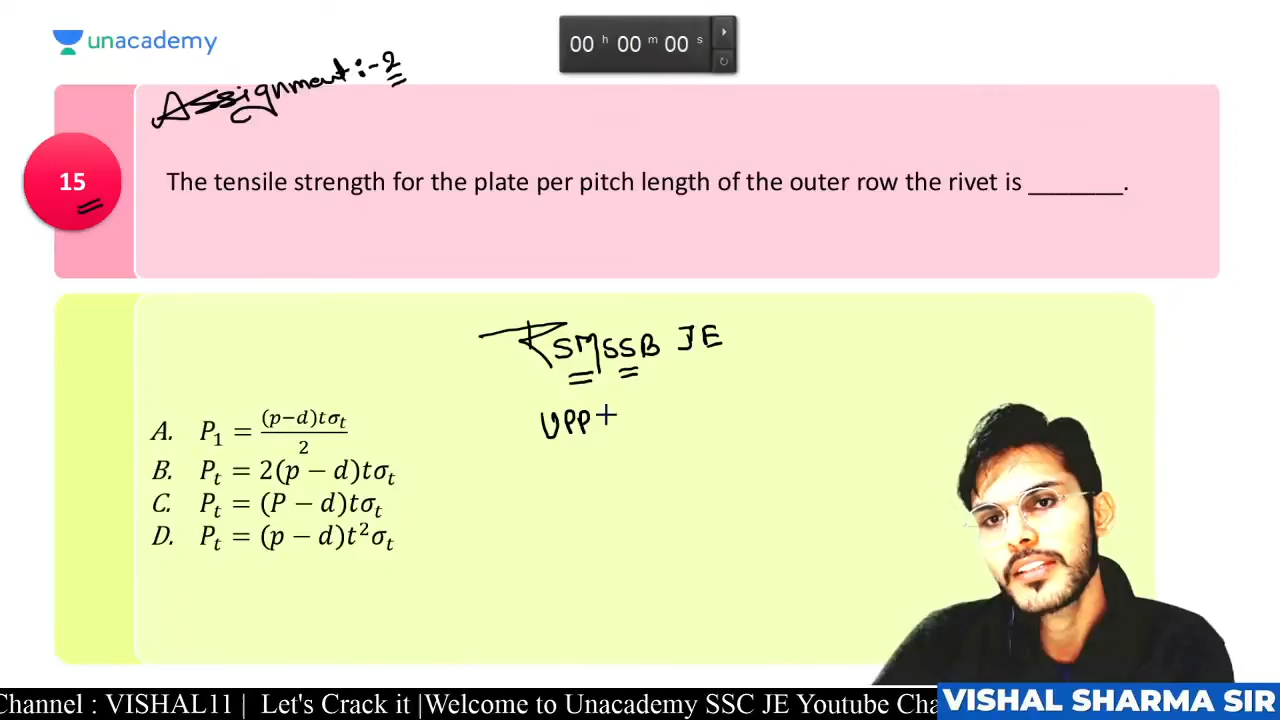 unacademy
00 h 00 m 00 s
Assignment:-2
15
The tensile strength for the plate per pitch length of the outer row the rivet is _______.
RSMSSB JE
UPP+
A. P₁ = (p−d)tσₜ / 2
B. Pₜ = 2(p − d)tσₜ
C. Pₜ = (P − d)tσₜ
D. Pₜ = (p − d)t²σₜ
Channel : VISHAL11 | Let's Crack it |Welcome to Unacademy SSC JE Youtube Cha
VISHAL SHARMA SIR